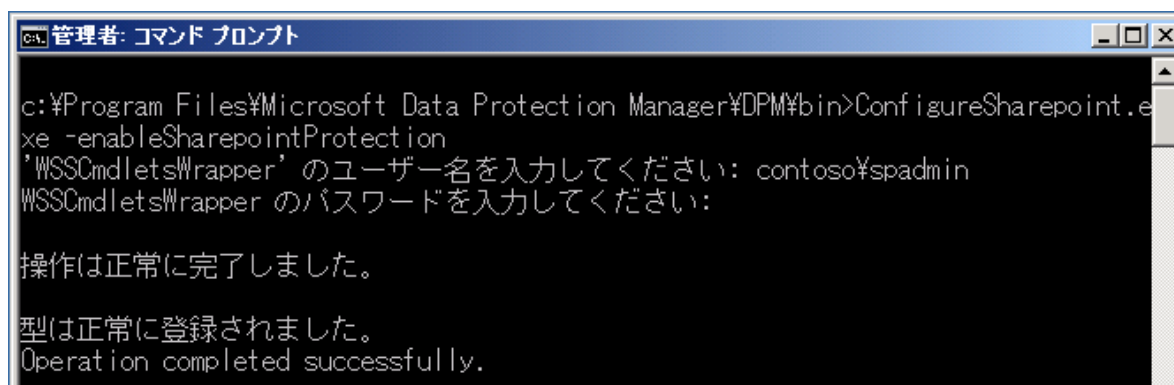 管理者: コマンド プロンプト
c:¥Program Files¥Microsoft Data Protection Manager¥DPM¥bin>ConfigureSharepoint.e
xe -enableSharepointProtection
'WSSCmdletsWrapper' のユーザー名を入力してください: contoso¥spadmin
WSSCmdletsWrapper のパスワードを入力してください:
操作は正常に完了しました。
型は正常に登録されました。
Operation completed successfully.